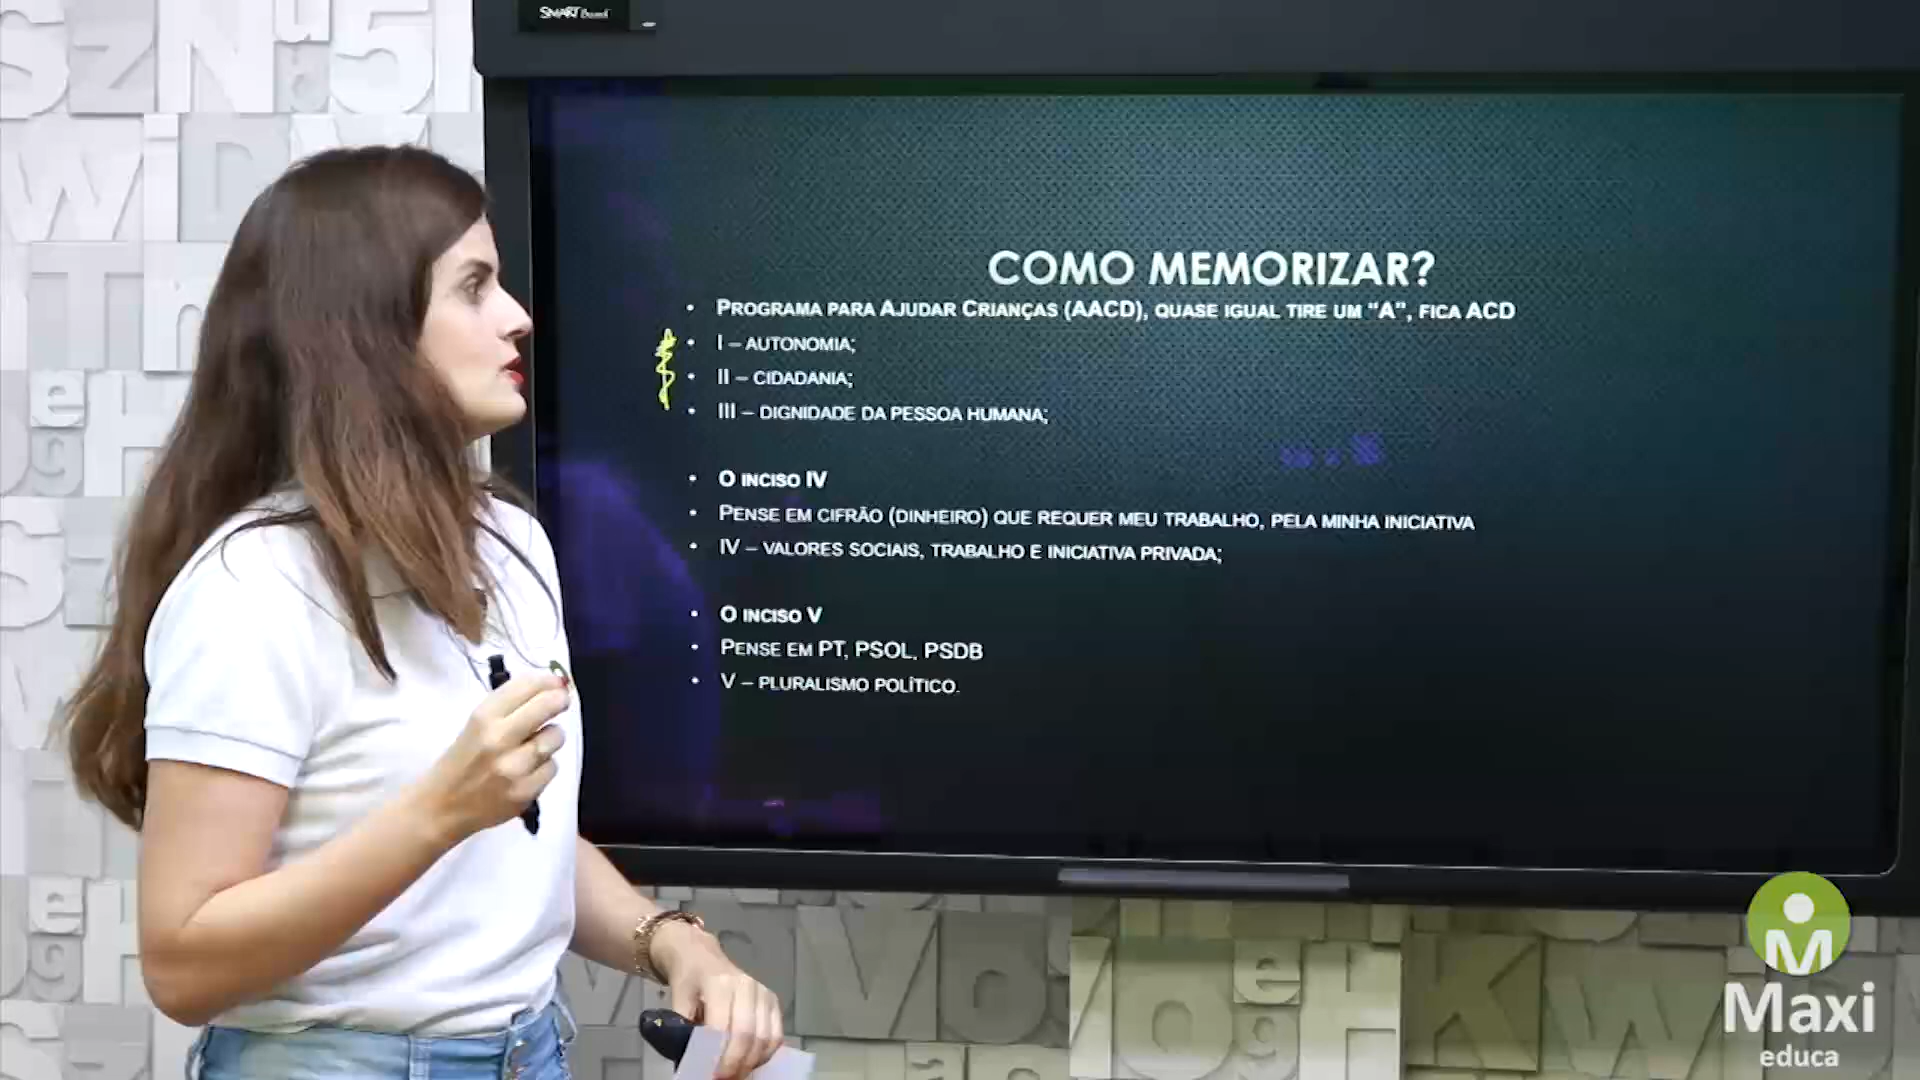 SMART Board
COMO MEMORIZAR?
• PROGRAMA PARA AJUDAR CRIANÇAS (AACD), QUASE IGUAL TIRE UM "A", FICA ACD
• I – AUTONOMIA;
• II – CIDADANIA;
• III – DIGNIDADE DA PESSOA HUMANA;
• O INCISO IV
• PENSE EM CIFRÃO (DINHEIRO) QUE REQUER MEU TRABALHO, PELA MINHA INICIATIVA
• IV – VALORES SOCIAIS, TRABALHO E INICIATIVA PRIVADA;
• O INCISO V
• PENSE EM PT, PSOL, PSDB
• V – PLURALISMO POLÍTICO.
M
Maxi
educa